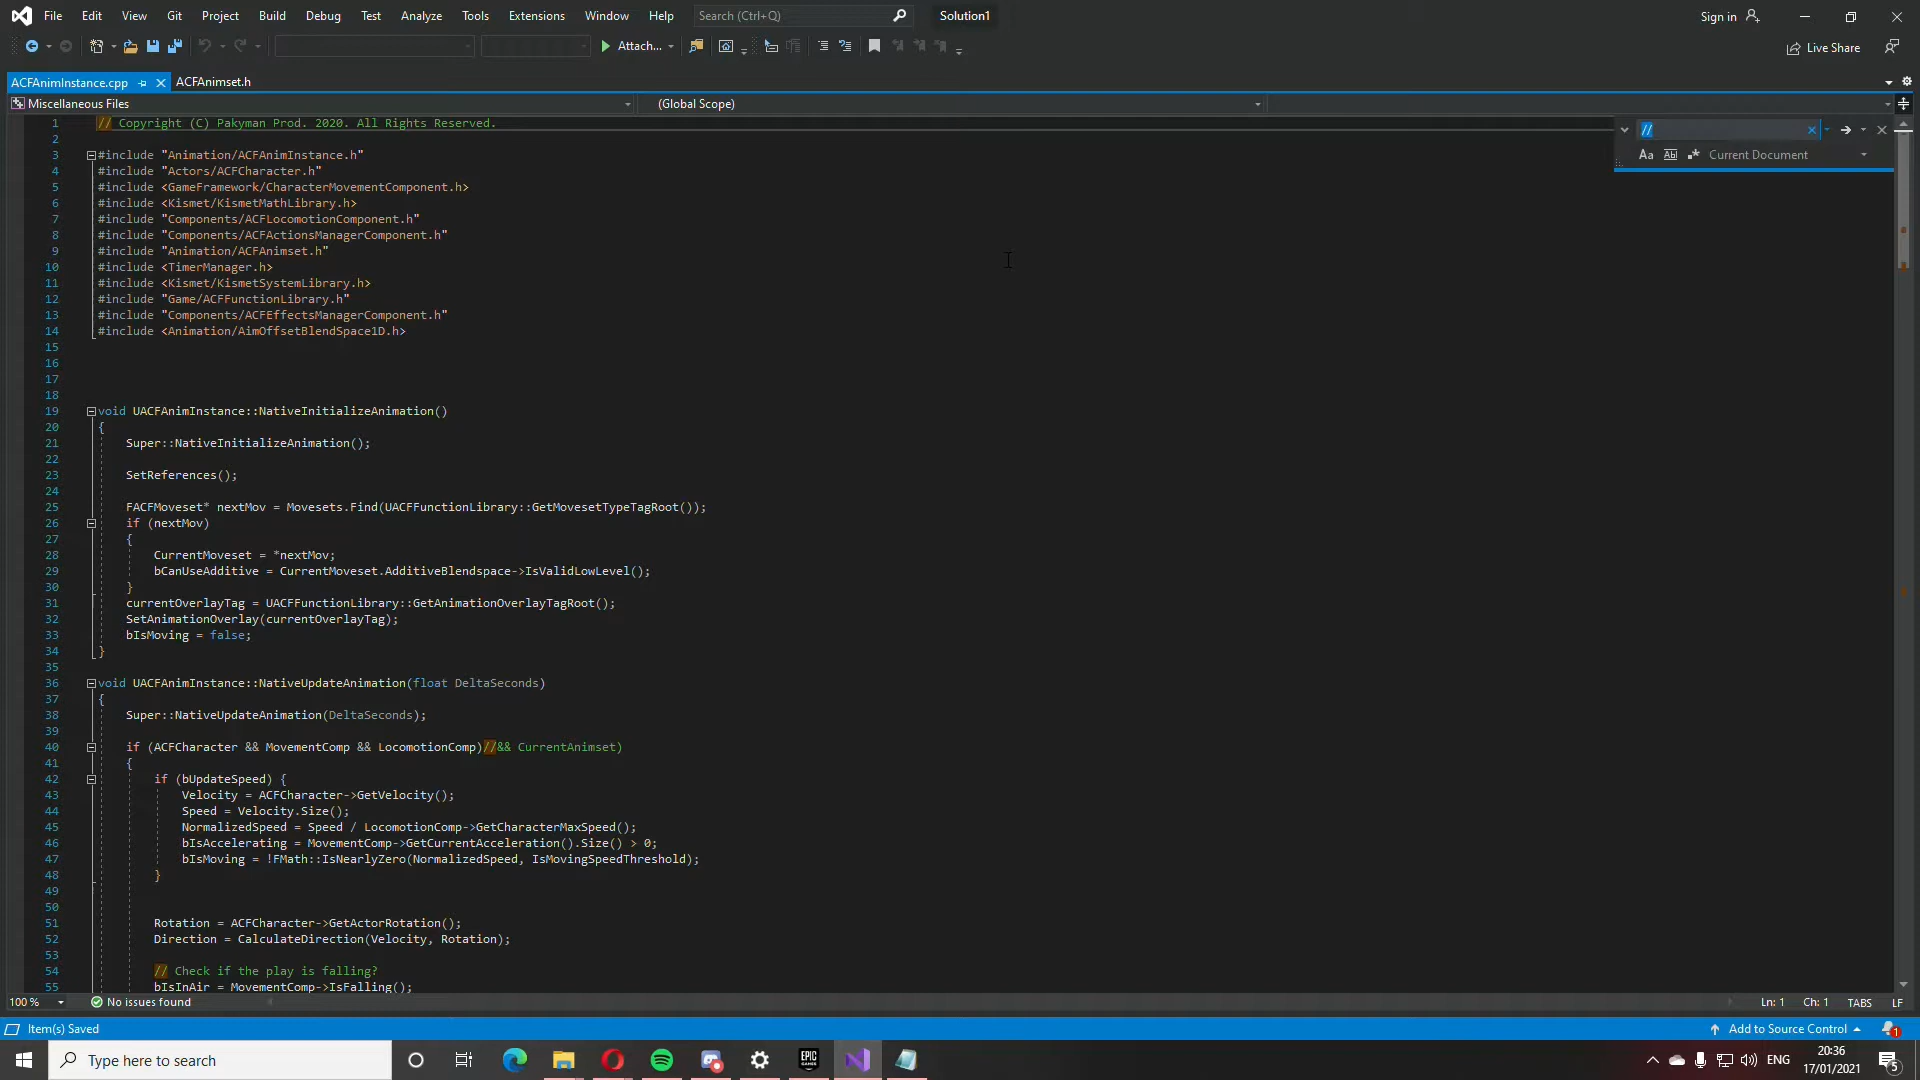 File Edit View Git Project Build Debug Test Analyze Tools Extensions Window Help Search (Ctrl+Q) Solution1 Sign in
Attach... Live Share
ACFAnimInstance.cpp ACFAnimset.h
Miscellaneous Files (Global Scope)
//
Aa Ab Current Document
1 // Copyright (C) Pakyman Prod. 2020. All Rights Reserved.
2
3 #include "Animation/ACFAnimInstance.h"
4 #include "Actors/ACFCharacter.h"
5 #include <GameFramework/CharacterMovementComponent.h>
6 #include <Kismet/KismetMathLibrary.h>
7 #include "Components/ACFLocomotionComponent.h"
8 #include "Components/ACFActionsManagerComponent.h"
9 #include "Animation/ACFAnimset.h"
10 #include <TimerManager.h>
11 #include <Kismet/KismetSystemLibrary.h>
12 #include "Game/ACFFunctionLibrary.h"
13 #include "Components/ACFEffectsManagerComponent.h"
14 #include <Animation/AimOffsetBlendSpace1D.h>
15
16
17
18
19 void UACFAnimInstance::NativeInitializeAnimation()
20 {
21 Super::NativeInitializeAnimation();
22
23 SetReferences();
24
25 FACFMoveset* nextMov = Movesets.Find(UACFFunctionLibrary::GetMovesetTypeTagRoot());
26 if (nextMov)
27 {
28 CurrentMoveset = *nextMov;
29 bCanUseAdditive = CurrentMoveset.AdditiveBlendspace->IsValidLowLevel();
30 }
31 currentOverlayTag = UACFFunctionLibrary::GetAnimationOverlayTagRoot();
32 SetAnimationOverlay(currentOverlayTag);
33 bIsMoving = false;
34 }
35
36 void UACFAnimInstance::NativeUpdateAnimation(float DeltaSeconds)
37 {
38 Super::NativeUpdateAnimation(DeltaSeconds);
39
40 if (ACFCharacter && MovementComp && LocomotionComp)//&& CurrentAnimset)
41 {
42 if (bUpdateSpeed) {
43 Velocity = ACFCharacter->GetVelocity();
44 Speed = Velocity.Size();
45 NormalizedSpeed = Speed / LocomotionComp->GetCharacterMaxSpeed();
46 bIsAccelerating = MovementComp->GetCurrentAcceleration().Size() > 0;
47 bIsMoving = !FMath::IsNearlyZero(NormalizedSpeed, IsMovingSpeedThreshold);
48 }
49
50
51 Rotation = ACFCharacter->GetActorRotation();
52 Direction = CalculateDirection(Velocity, Rotation);
53
54 // Check if the play is falling?
55 bIsInAir = MovementComp->IsFalling();
100 % No issues found Ln: 1 Ch: 1 TABS LF
Item(s) Saved Add to Source Control 1
Type here to search EPIC GAMES ENG 20:36
17/01/2021 5